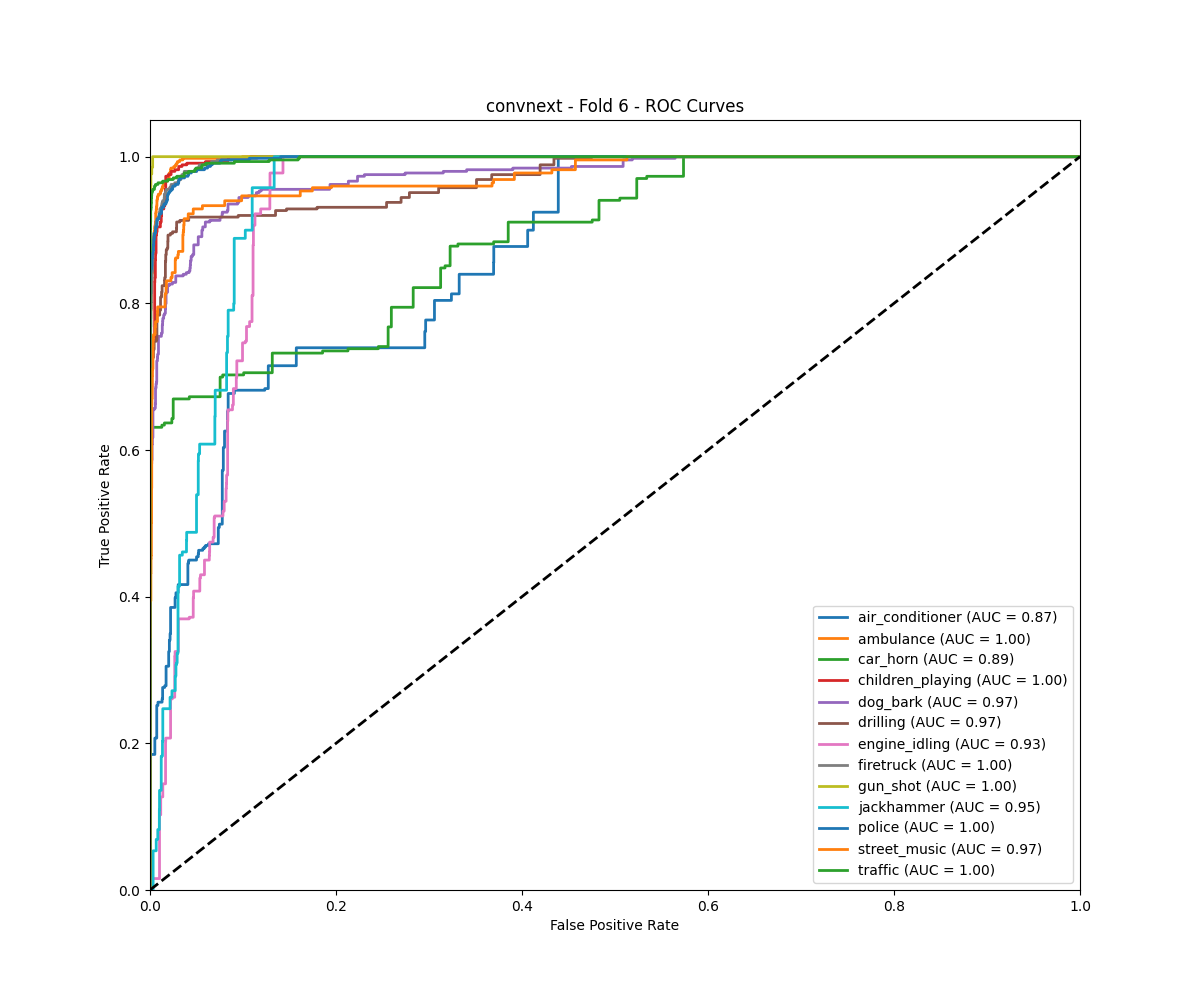 convnext - Fold 6 - ROC Curves
True Positive Rate
1.0
0.8
0.6
0.4
0.2
0.0
0.0 0.2 0.4 0.6 0.8 1.0
False Positive Rate
air_conditioner (AUC = 0.87)
ambulance (AUC = 1.00)
car_horn (AUC = 0.89)
children_playing (AUC = 1.00)
dog_bark (AUC = 0.97)
drilling (AUC = 0.97)
engine_idling (AUC = 0.93)
firetruck (AUC = 1.00)
gun_shot (AUC = 1.00)
jackhammer (AUC = 0.95)
police (AUC = 1.00)
street_music (AUC = 0.97)
traffic (AUC = 1.00)